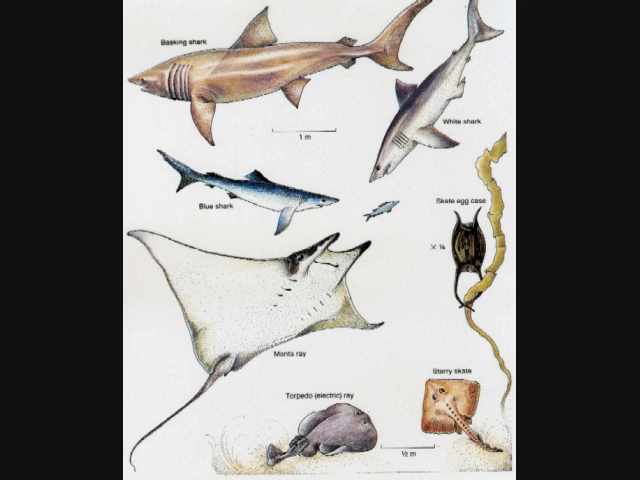 Basking shark
1 m
White shark
Blue shark
Skate egg case
X ¼
Manta ray
Starry skate
Torpedo (electric) ray
½ m